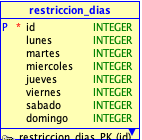 restriccion_dias
P * id INTEGER
lunes INTEGER
martes INTEGER
miercoles INTEGER
jueves INTEGER
viernes INTEGER
sabado INTEGER
domingo INTEGER
restriccion_dias_PK (id)